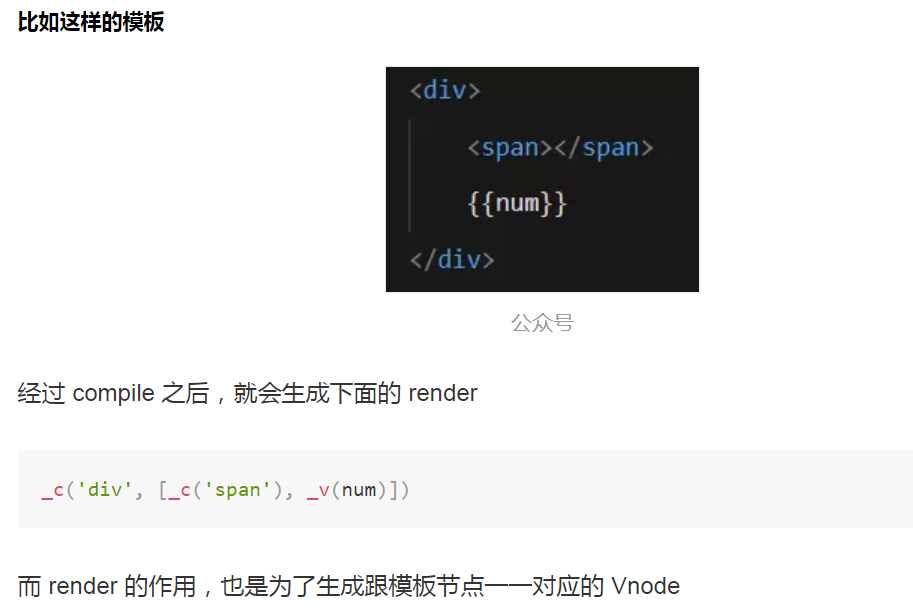 比如这样的模板
<div>
<span></span>
{{num}}
</div>
公众号
经过 compile 之后，就会生成下面的 render
_c('div', [_c('span'), _v(num)])
而 render 的作用，也是为了生成跟模板节点一一对应的 Vnode